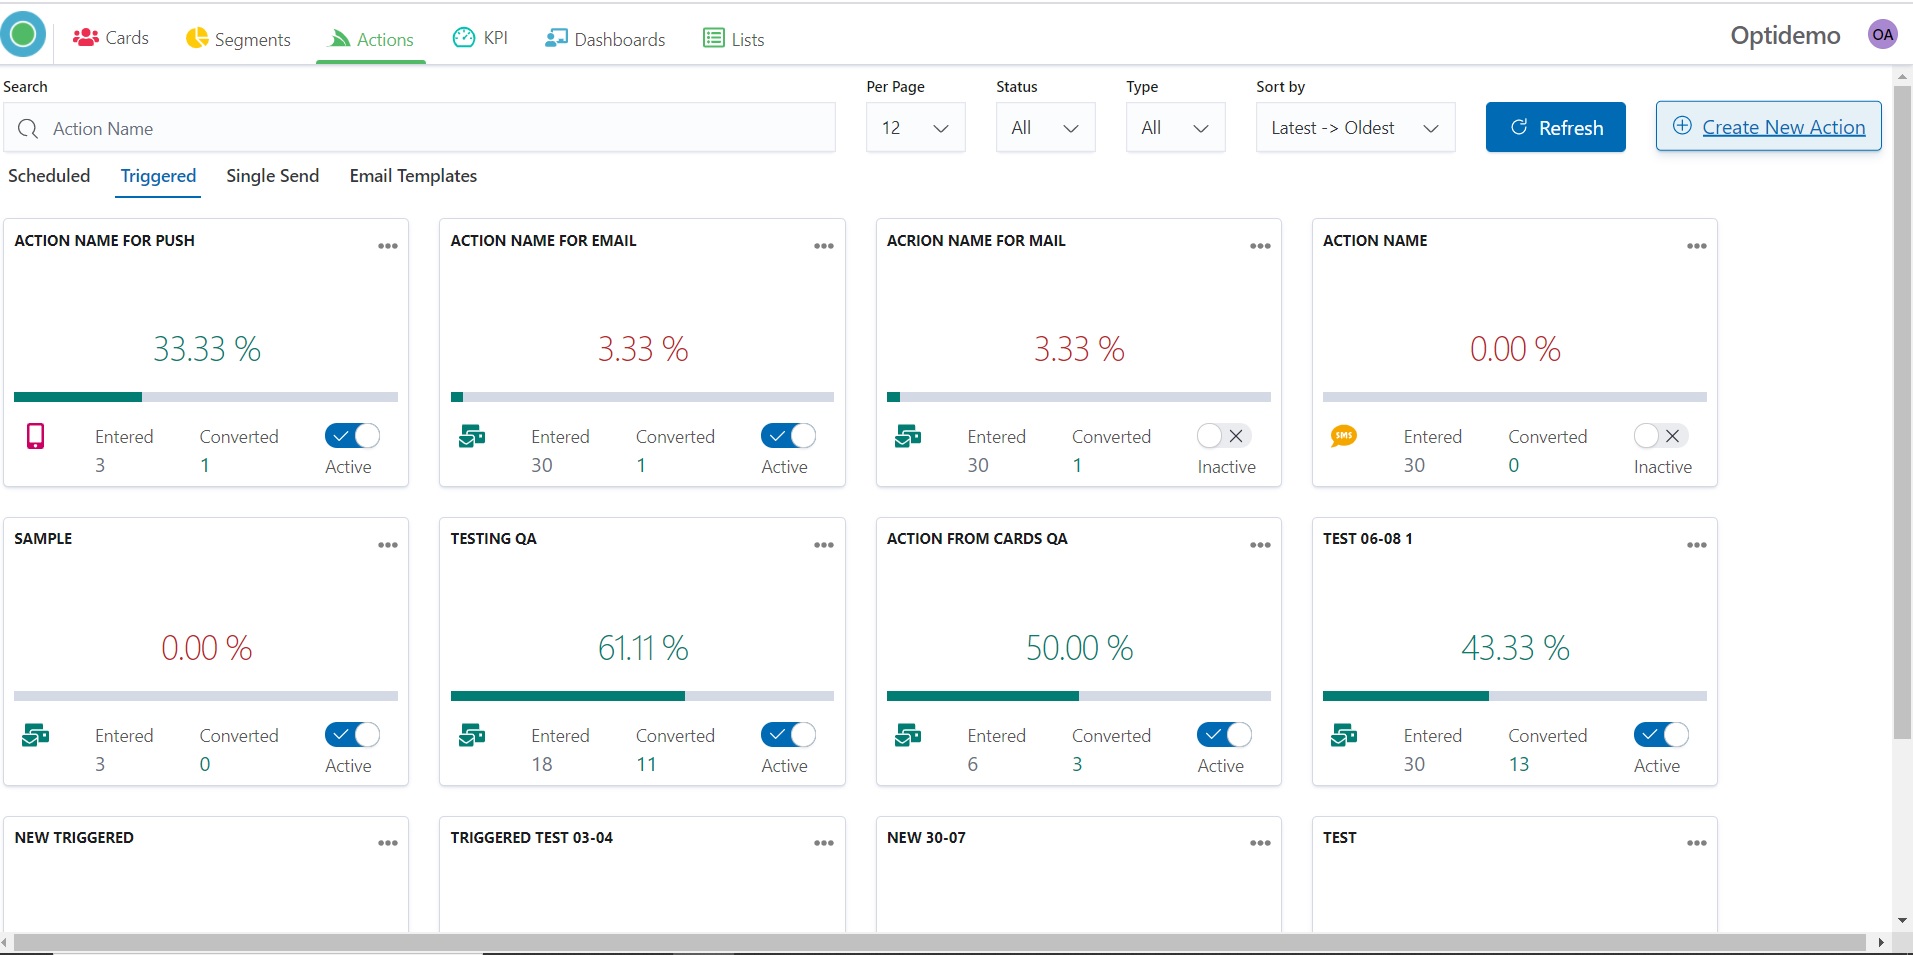 Cards
Segments
Actions
KPI
Dashboards
Lists
Optidemo
OA
Search
Per Page
Status
Type
Sort by
Action Name
12
All
All
Latest -> Oldest
Refresh
Create New Action
Scheduled
Triggered
Single Send
Email Templates
ACTION NAME FOR PUSH
33.33 %
Entered
Converted
3
1
Active
ACTION NAME FOR EMAIL
3.33 %
Entered
Converted
30
1
Active
ACRION NAME FOR MAIL
3.33 %
Entered
Converted
30
1
Inactive
ACTION NAME
0.00 %
SMS
Entered
Converted
30
0
Inactive
SAMPLE
0.00 %
Entered
Converted
3
0
Active
TESTING QA
61.11 %
Entered
Converted
18
11
Active
ACTION FROM CARDS QA
50.00 %
Entered
Converted
6
3
Active
TEST 06-08 1
43.33 %
Entered
Converted
30
13
Active
NEW TRIGGERED
TRIGGERED TEST 03-04
NEW 30-07
TEST